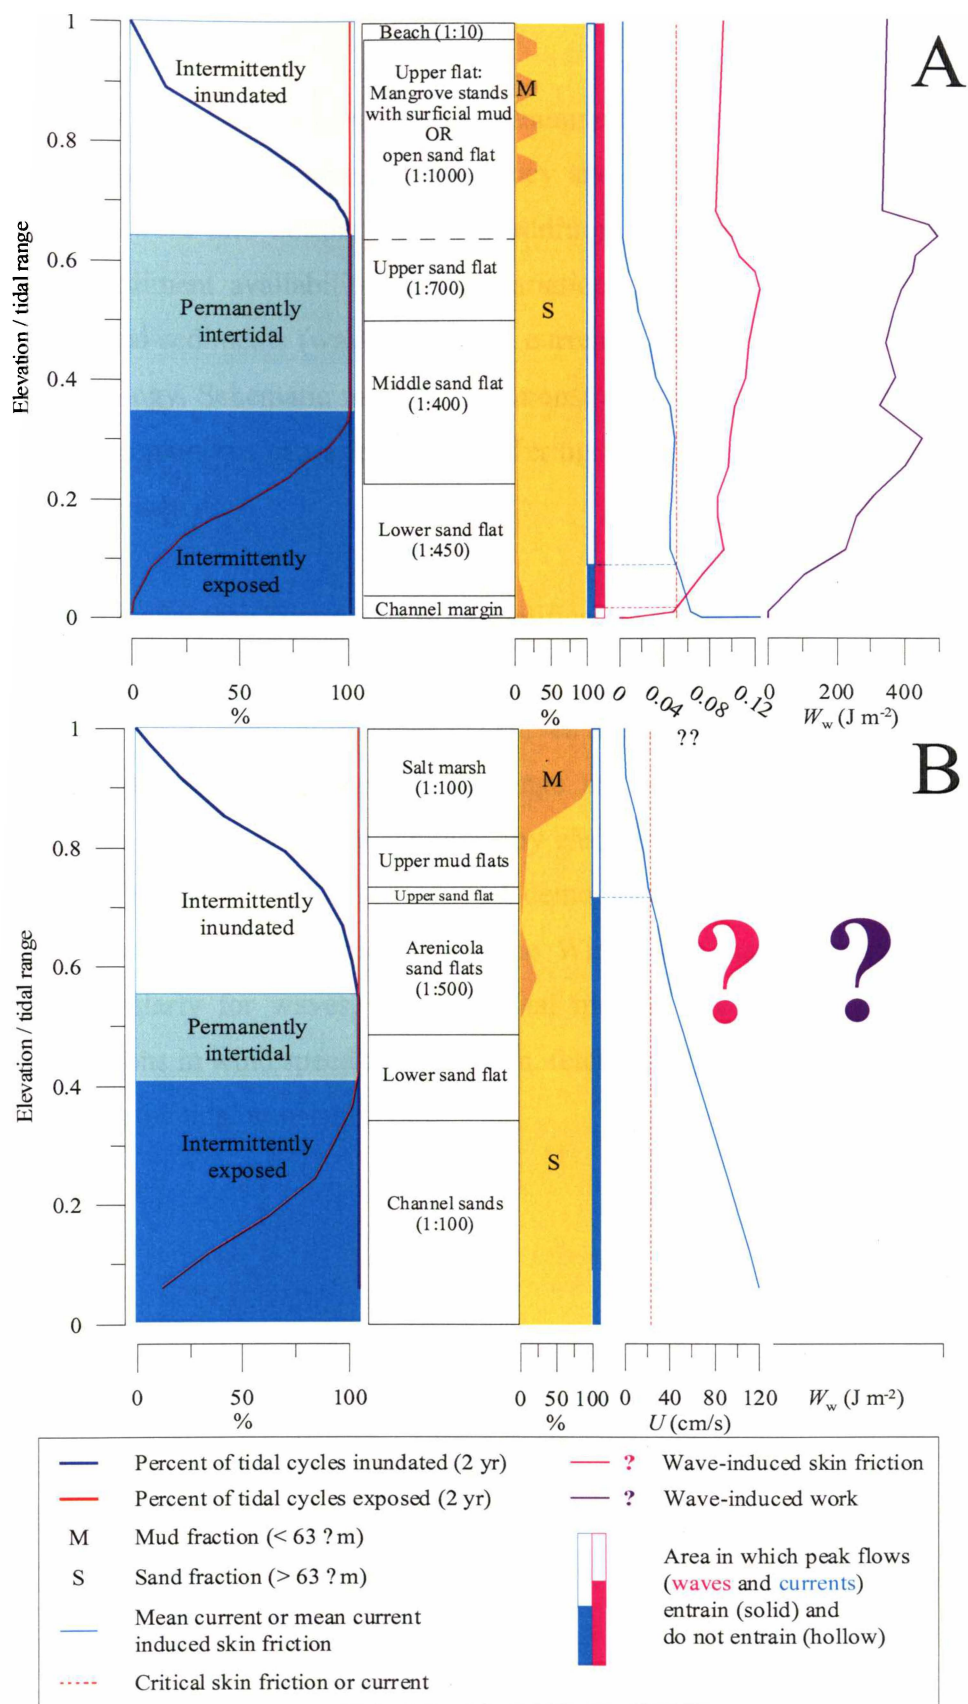 A
Elevation / tidal range
1
0.8
0.6
0.4
0.2
0
Intermittently
inundated
Permanently
intertidal
Intermittently
exposed
Beach (1:10)
Upper flat:
Mangrove stands
with surficial mud
OR
open sand flat
(1:1000)
Upper sand flat
(1:700)
Middle sand flat
(1:400)
Lower sand flat
(1:450)
Channel margin
M
S
0 50 100
%
0 50 100
%
0 0.04 0.08 0.12
??
0 200 400
Ww (J m-2)
B
Elevation / tidal range
1
0.8
0.6
0.4
0.2
0
Intermittently
inundated
Permanently
intertidal
Intermittently
exposed
Salt marsh
(1:100)
Upper mud flats
Upper sand flat
Arenicola
sand flats
(1:500)
Lower sand flat
Channel sands
(1:100)
M
S
? ?
0 50 100
%
0 50 100
%
0 40 80 120
U (cm/s)
Ww (J m-2)
Percent of tidal cycles inundated (2 yr)
Percent of tidal cycles exposed (2 yr)
M Mud fraction (< 63 ?m)
S Sand fraction (> 63 ?m)
Mean current or mean current
induced skin friction
Critical skin friction or current
? Wave-induced skin friction
? Wave-induced work
Area in which peak flows
(waves and currents)
entrain (solid) and
do not entrain (hollow)